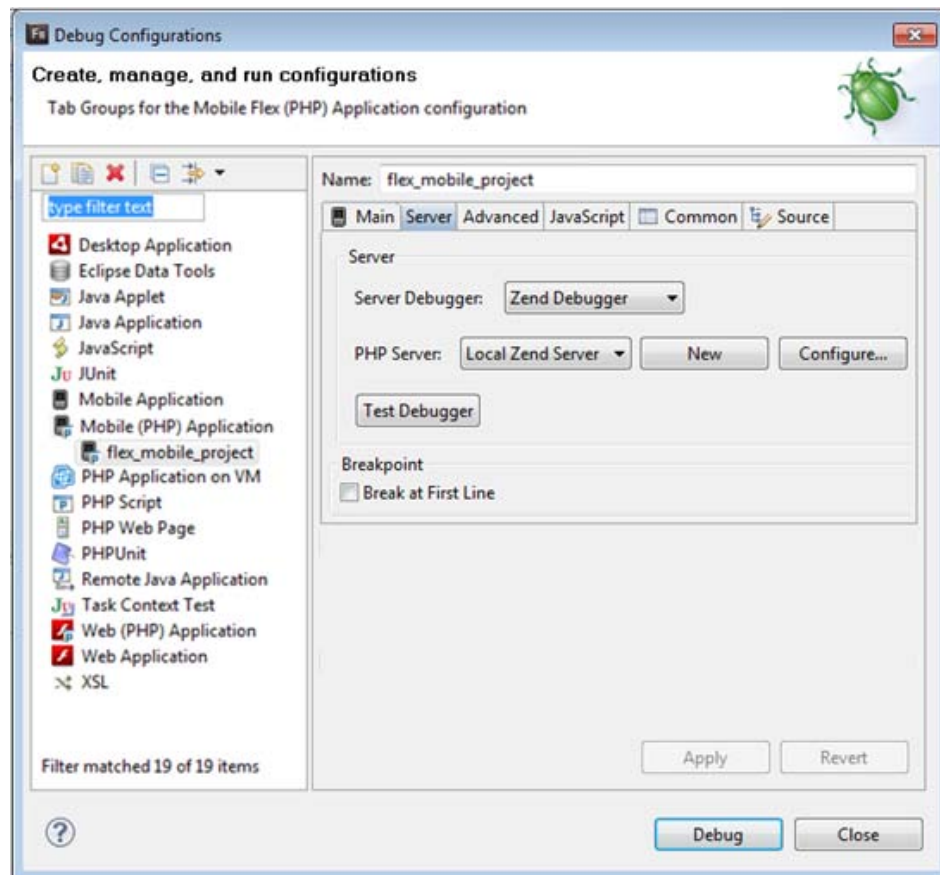 Fb Debug Configurations
Create, manage, and run configurations
Tab Groups for the Mobile Flex (PHP) Application configuration
type filter text
Desktop Application
Eclipse Data Tools
Java Applet
Java Application
JavaScript
Ju JUnit
Mobile Application
Mobile (PHP) Application
flex_mobile_project
PHP Application on VM
PHP Script
PHP Web Page
PHPUnit
Remote Java Application
Task Context Test
Web (PHP) Application
Web Application
XSL
Filter matched 19 of 19 items
Name: flex_mobile_project
Main Server Advanced JavaScript Common Source
Server
Server Debugger: Zend Debugger
PHP Server: Local Zend Server New Configure...
Test Debugger
Breakpoint
Break at First Line
Apply Revert
? Debug Close